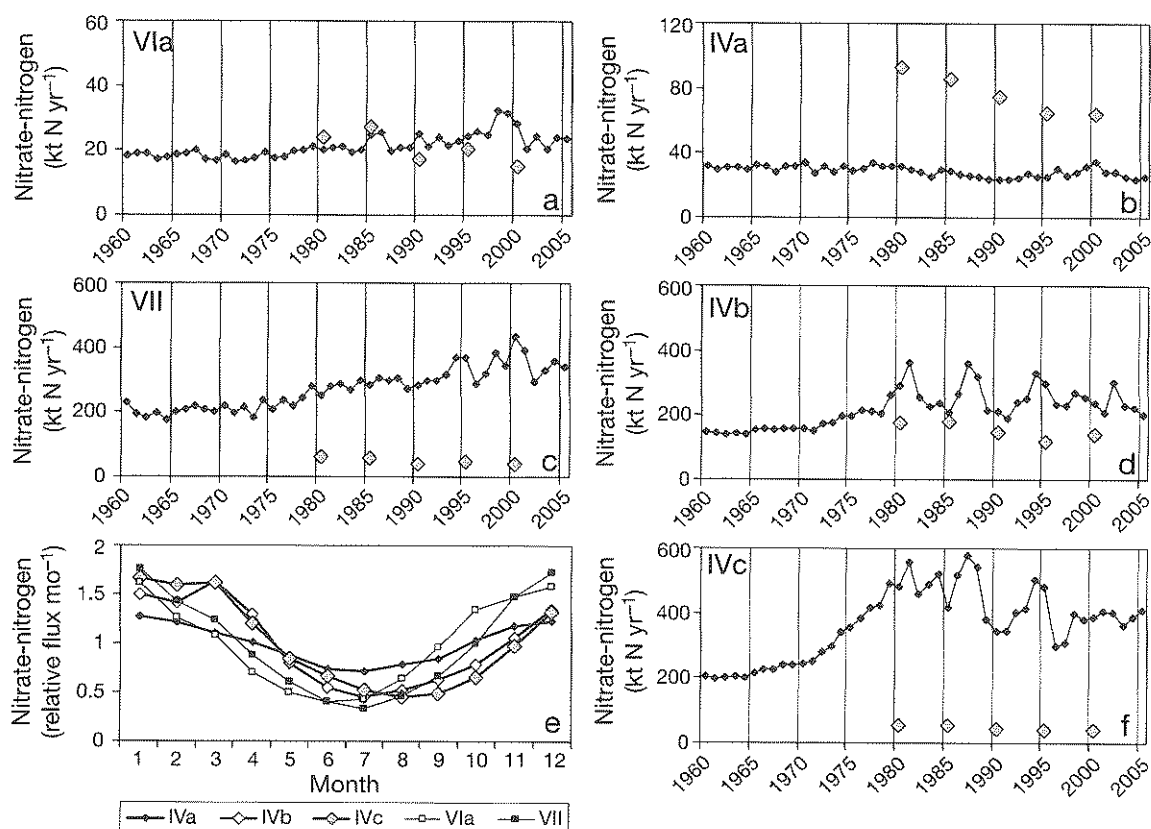 VIa
Nitrate-nitrogen
(kt N yr⁻¹)
60
40
20
0
1960 1965 1970 1975 1980 1985 1990 1995 2000 2005
a
IVa
Nitrate-nitrogen
(kt N yr⁻¹)
120
80
40
0
1960 1965 1970 1975 1980 1985 1990 1995 2000 2005
b
VII
Nitrate-nitrogen
(kt N yr⁻¹)
600
400
200
0
1960 1965 1970 1975 1980 1985 1990 1995 2000 2005
c
IVb
Nitrate-nitrogen
(kt N yr⁻¹)
600
400
200
0
1960 1965 1970 1975 1980 1985 1990 1995 2000 2005
d
Nitrate-nitrogen
(relative flux mo⁻¹)
2
1.5
1
0.5
0
1 2 3 4 5 6 7 8 9 10 11 12
Month
e
IVa IVb IVc VIa VII
IVc
Nitrate-nitrogen
(kt N yr⁻¹)
600
400
200
0
1960 1965 1970 1975 1980 1985 1990 1995 2000 2005
f